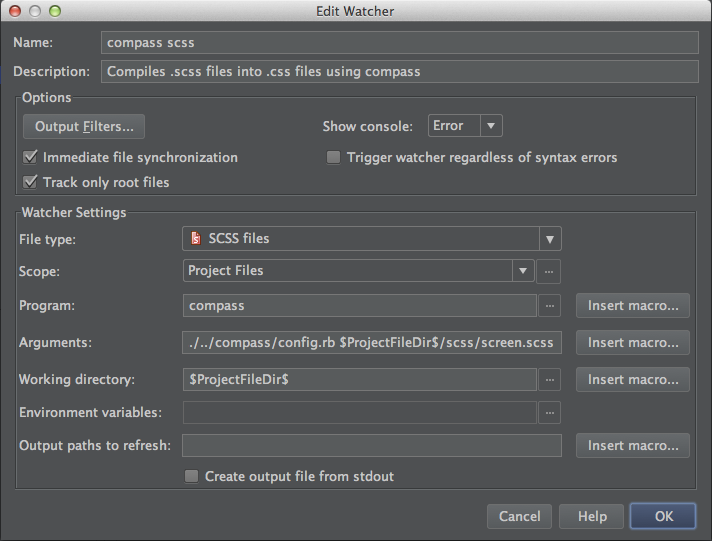 Edit Watcher
Name: compass scss
Description: Compiles .scss files into .css files using compass
Options
Output Filters... Show console: Error
Immediate file synchronization Trigger watcher regardless of syntax errors
Track only root files
Watcher Settings
File type: SCSS files
Scope: Project Files ...
Program: compass ... Insert macro...
Arguments: ./../compass/config.rb $ProjectFileDir$/scss/screen.scss Insert macro...
Working directory: $ProjectFileDir$ ... Insert macro...
Environment variables: ...
Output paths to refresh: Insert macro...
Create output file from stdout
Cancel Help OK